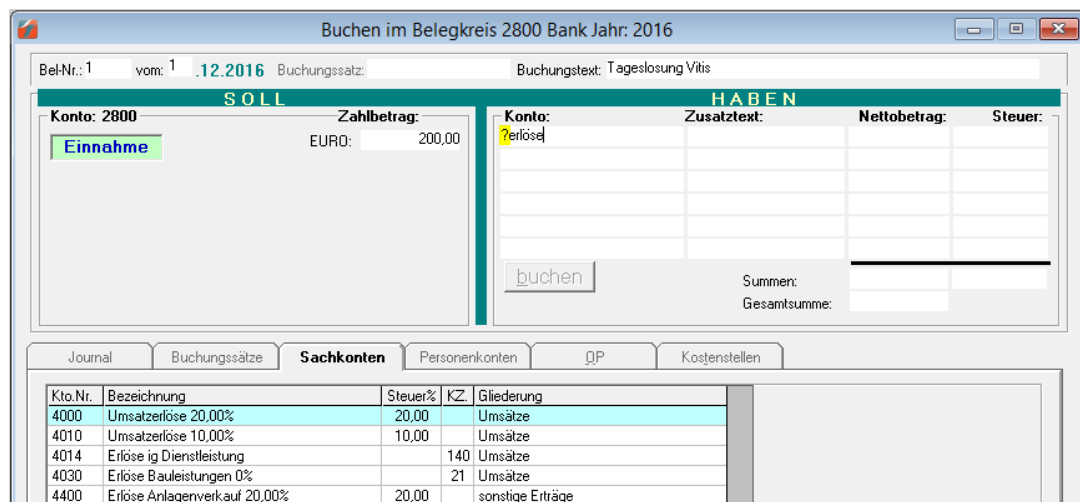 Buchen im Belegkreis 2800 Bank Jahr: 2016
Bel-Nr.: 1 vom: 1 .12.2016 Buchungssatz: Buchungstext: Tageslosung Vitis
SOLL HABEN
Konto: 2800 Zahlbetrag: Konto: Zusatztext: Nettobetrag: Steuer:
Einnahme EURO: 200,00 ?erlöse
buchen Summen:
Gesamtsumme:
Journal Buchungssätze Sachkonten Personenkonten OP Kostenstellen
Kto.Nr. Bezeichnung Steuer% KZ. Gliederung
4000 Umsatzerlöse 20,00% 20,00 Umsätze
4010 Umsatzerlöse 10,00% 10,00 Umsätze
4014 Erlöse ig Dienstleistung 140 Umsätze
4030 Erlöse Bauleistungen 0% 21 Umsätze
4400 Erlöse Anlagenverkauf 20,00% 20,00 sonstige Erträge